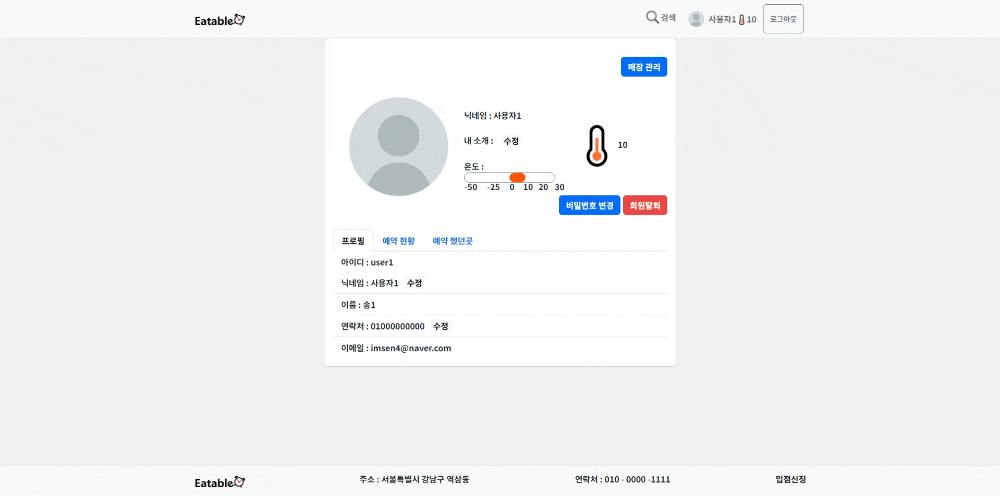 Eatable
검색
사용자1 10
로그아웃
매장 관리
닉네임 : 사용자1
내 소개 : 수정
10
온도 :
-50 -25 0 10 20 30
비밀번호 변경 회원탈퇴
프로필 예약 현황 예약 했던곳
아이디 : user1
닉네임 : 사용자1 수정
이름 : 송1
연락처 : 01000000000 수정
이메일 : imsen4@naver.com
Eatable 주소 : 서울특별시 강남구 역삼동 연락처 : 010 - 0000 -1111 입점신청